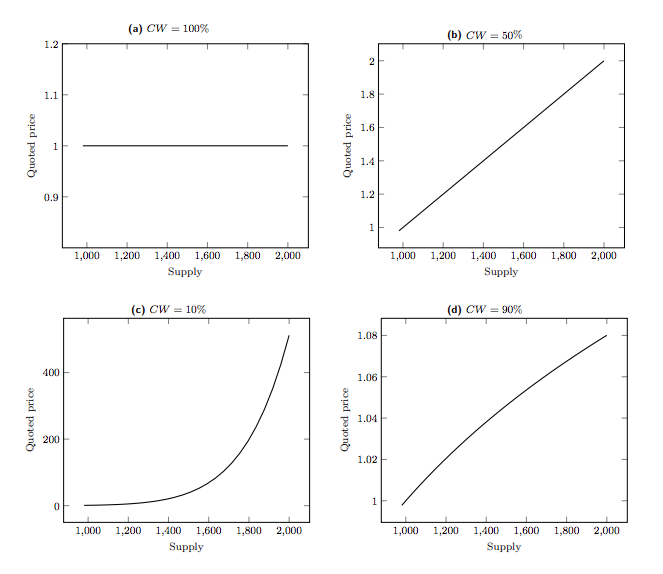 (a) CW = 100%
1.2
1.1
1
0.9
Quoted price
1,000 1,200 1,400 1,600 1,800 2,000
Supply
(b) CW = 50%
2
1.8
1.6
1.4
1.2
1
Quoted price
1,000 1,200 1,400 1,600 1,800 2,000
Supply
(c) CW = 10%
400
200
0
Quoted price
1,000 1,200 1,400 1,600 1,800 2,000
Supply
(d) CW = 90%
1.08
1.06
1.04
1.02
1
Quoted price
1,000 1,200 1,400 1,600 1,800 2,000
Supply